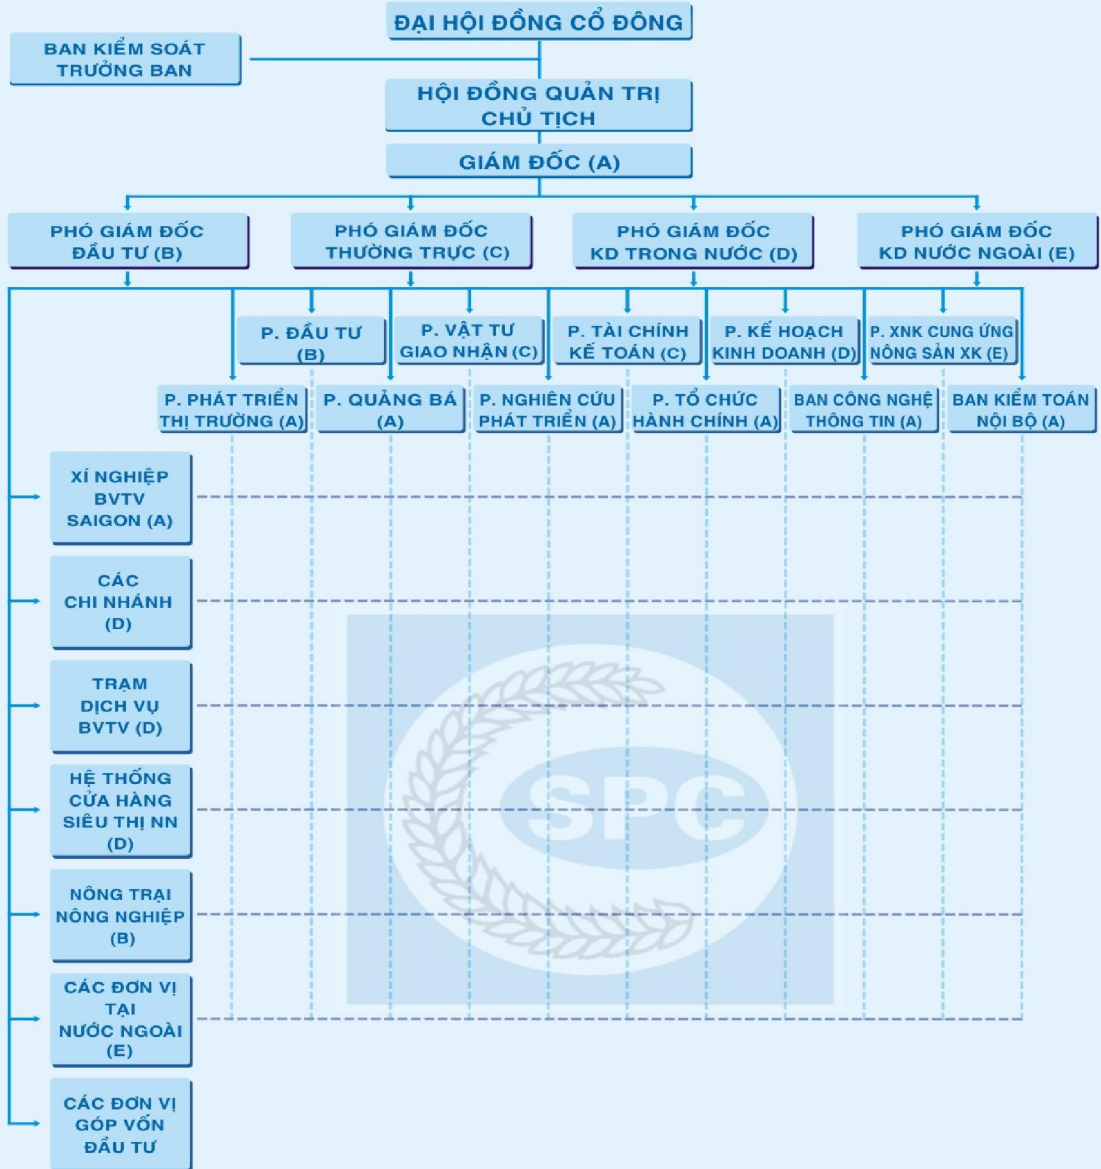 ĐẠI HỘI ĐỒNG CỔ ĐÔNG
BAN KIỂM SOÁT
TRƯỞNG BAN
HỘI ĐỒNG QUẢN TRỊ
CHỦ TỊCH
GIÁM ĐỐC (A)
PHÓ GIÁM ĐỐC
ĐẦU TƯ (B)
PHÓ GIÁM ĐỐC
THƯỜNG TRỰC (C)
PHÓ GIÁM ĐỐC
KD TRONG NƯỚC (D)
PHÓ GIÁM ĐỐC
KD NƯỚC NGOÀI (E)
P. ĐẦU TƯ
(B)
P. VẬT TƯ
GIAO NHẬN (C)
P. TÀI CHÍNH
KẾ TOÁN (C)
P. KẾ HOẠCH
KINH DOANH (D)
P. XNK CUNG ỨNG
NÔNG SẢN XK (E)
P. PHÁT TRIỂN
THỊ TRƯỜNG (A)
P. QUẢNG BÁ
(A)
P. NGHIÊN CỨU
PHÁT TRIỂN (A)
P. TỔ CHỨC
HÀNH CHÍNH (A)
BAN CÔNG NGHỆ
THÔNG TIN (A)
BAN KIỂM TOÁN
NỘI BỘ (A)
XÍ NGHIỆP
BVTV
SAIGON (A)
CÁC
CHI NHÁNH
(D)
TRẠM
DỊCH VỤ
BVTV (D)
HỆ THỐNG
CỬA HÀNG
SIÊU THỊ NN
(D)
SPC
NÔNG TRẠI
NÔNG NGHIỆP
(B)
CÁC ĐƠN VỊ
TẠI
NƯỚC NGOÀI
(E)
CÁC ĐƠN VỊ
GÓP VỐN
ĐẦU TƯ